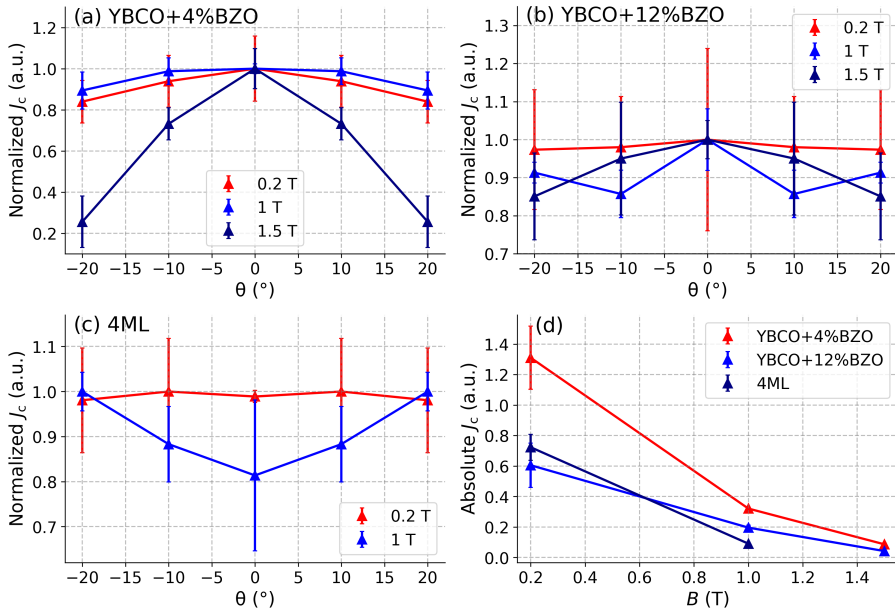 (a) YBCO+4%BZO
Normalized Jc (a.u.)
1.2
1.0
0.8
0.6
0.4
0.2
0.2 T
1 T
1.5 T
−20 −15 −10 −5 0 5 10 15 20
θ (°)
(b) YBCO+12%BZO
Normalized Jc (a.u.)
1.3
1.2
1.1
1.0
0.9
0.8
0.7
0.2 T
1 T
1.5 T
−20 −15 −10 −5 0 5 10 15 20
θ (°)
(c) 4ML
Normalized Jc (a.u.)
1.1
1.0
0.9
0.8
0.7
0.2 T
1 T
−20 −15 −10 −5 0 5 10 15 20
θ (°)
(d)
Absolute Jc (a.u.)
1.4
1.2
1.0
0.8
0.6
0.4
0.2
0.0
YBCO+4%BZO
YBCO+12%BZO
4ML
0.2 0.4 0.6 0.8 1.0 1.2 1.4
B (T)